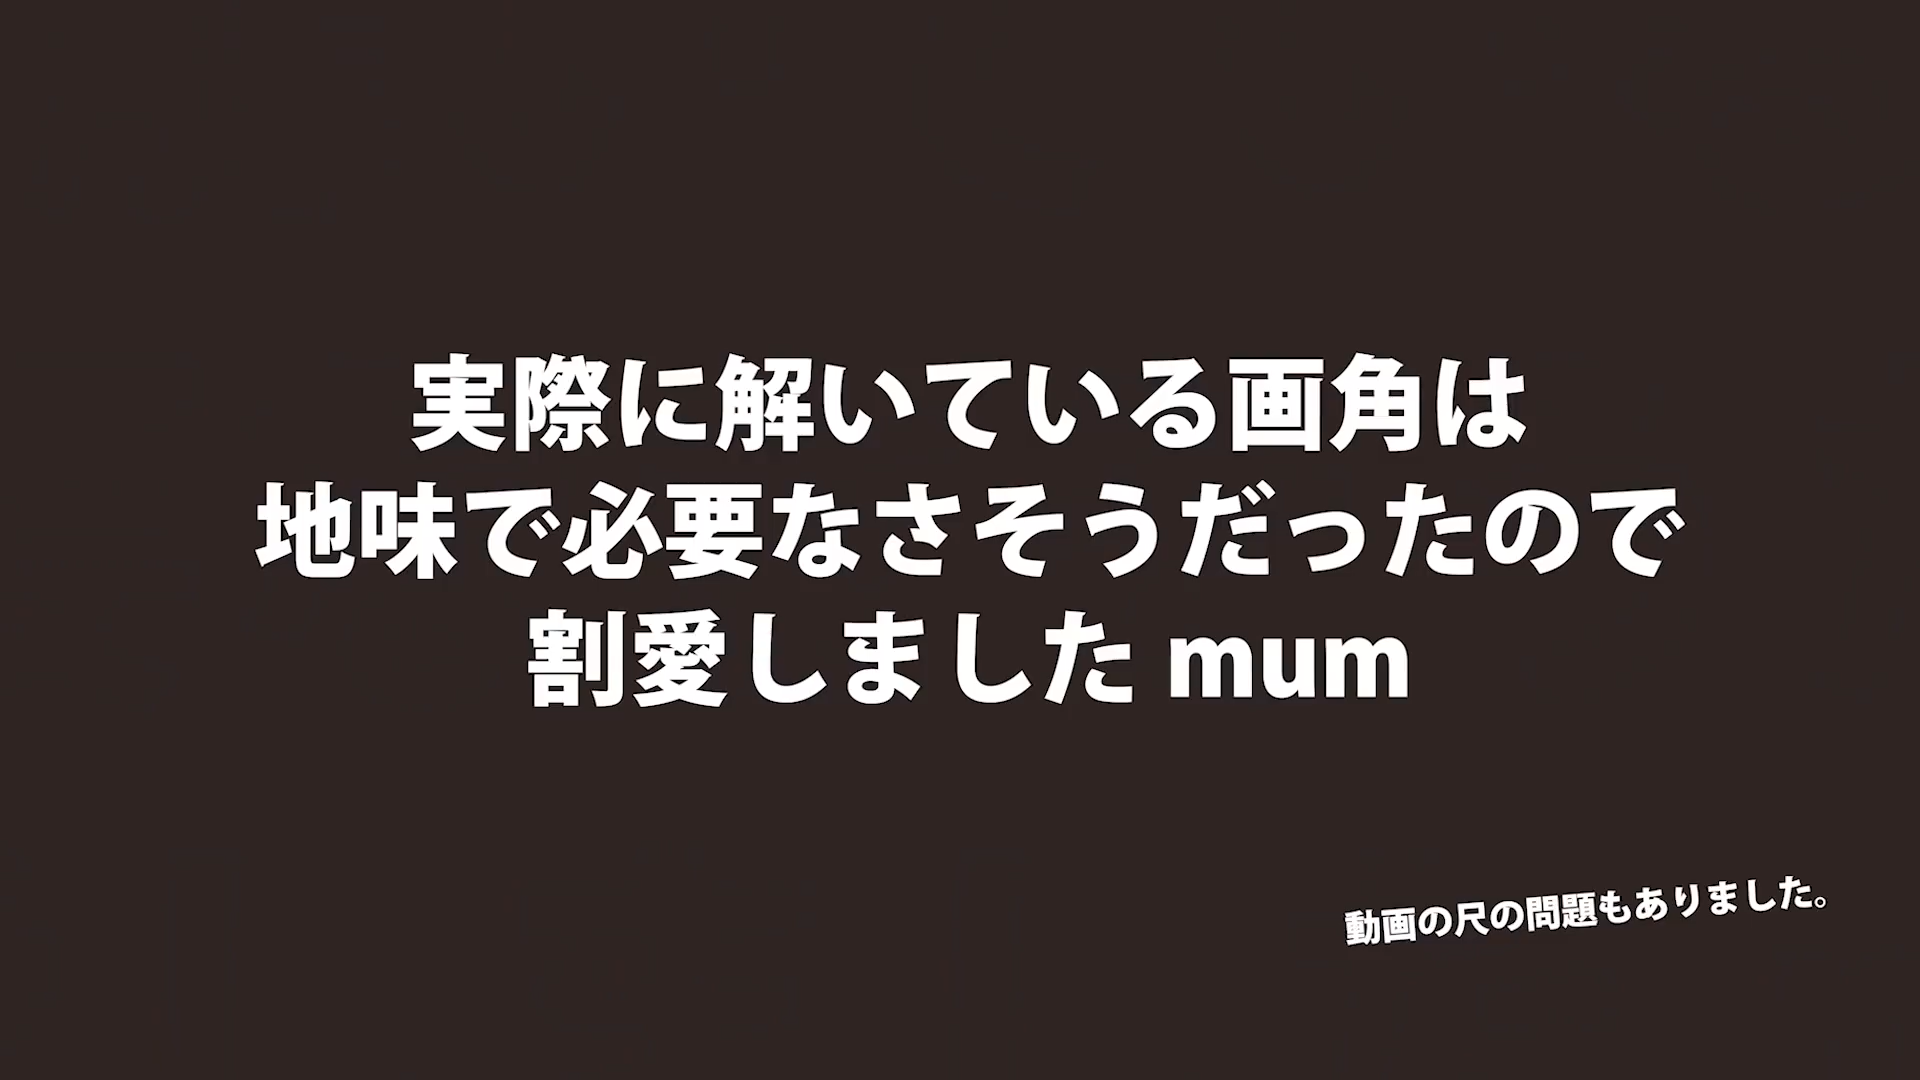 実際に解いている画角は
地味で必要なさそうだったので
割愛しました mum
動画の尺の問題もありました。